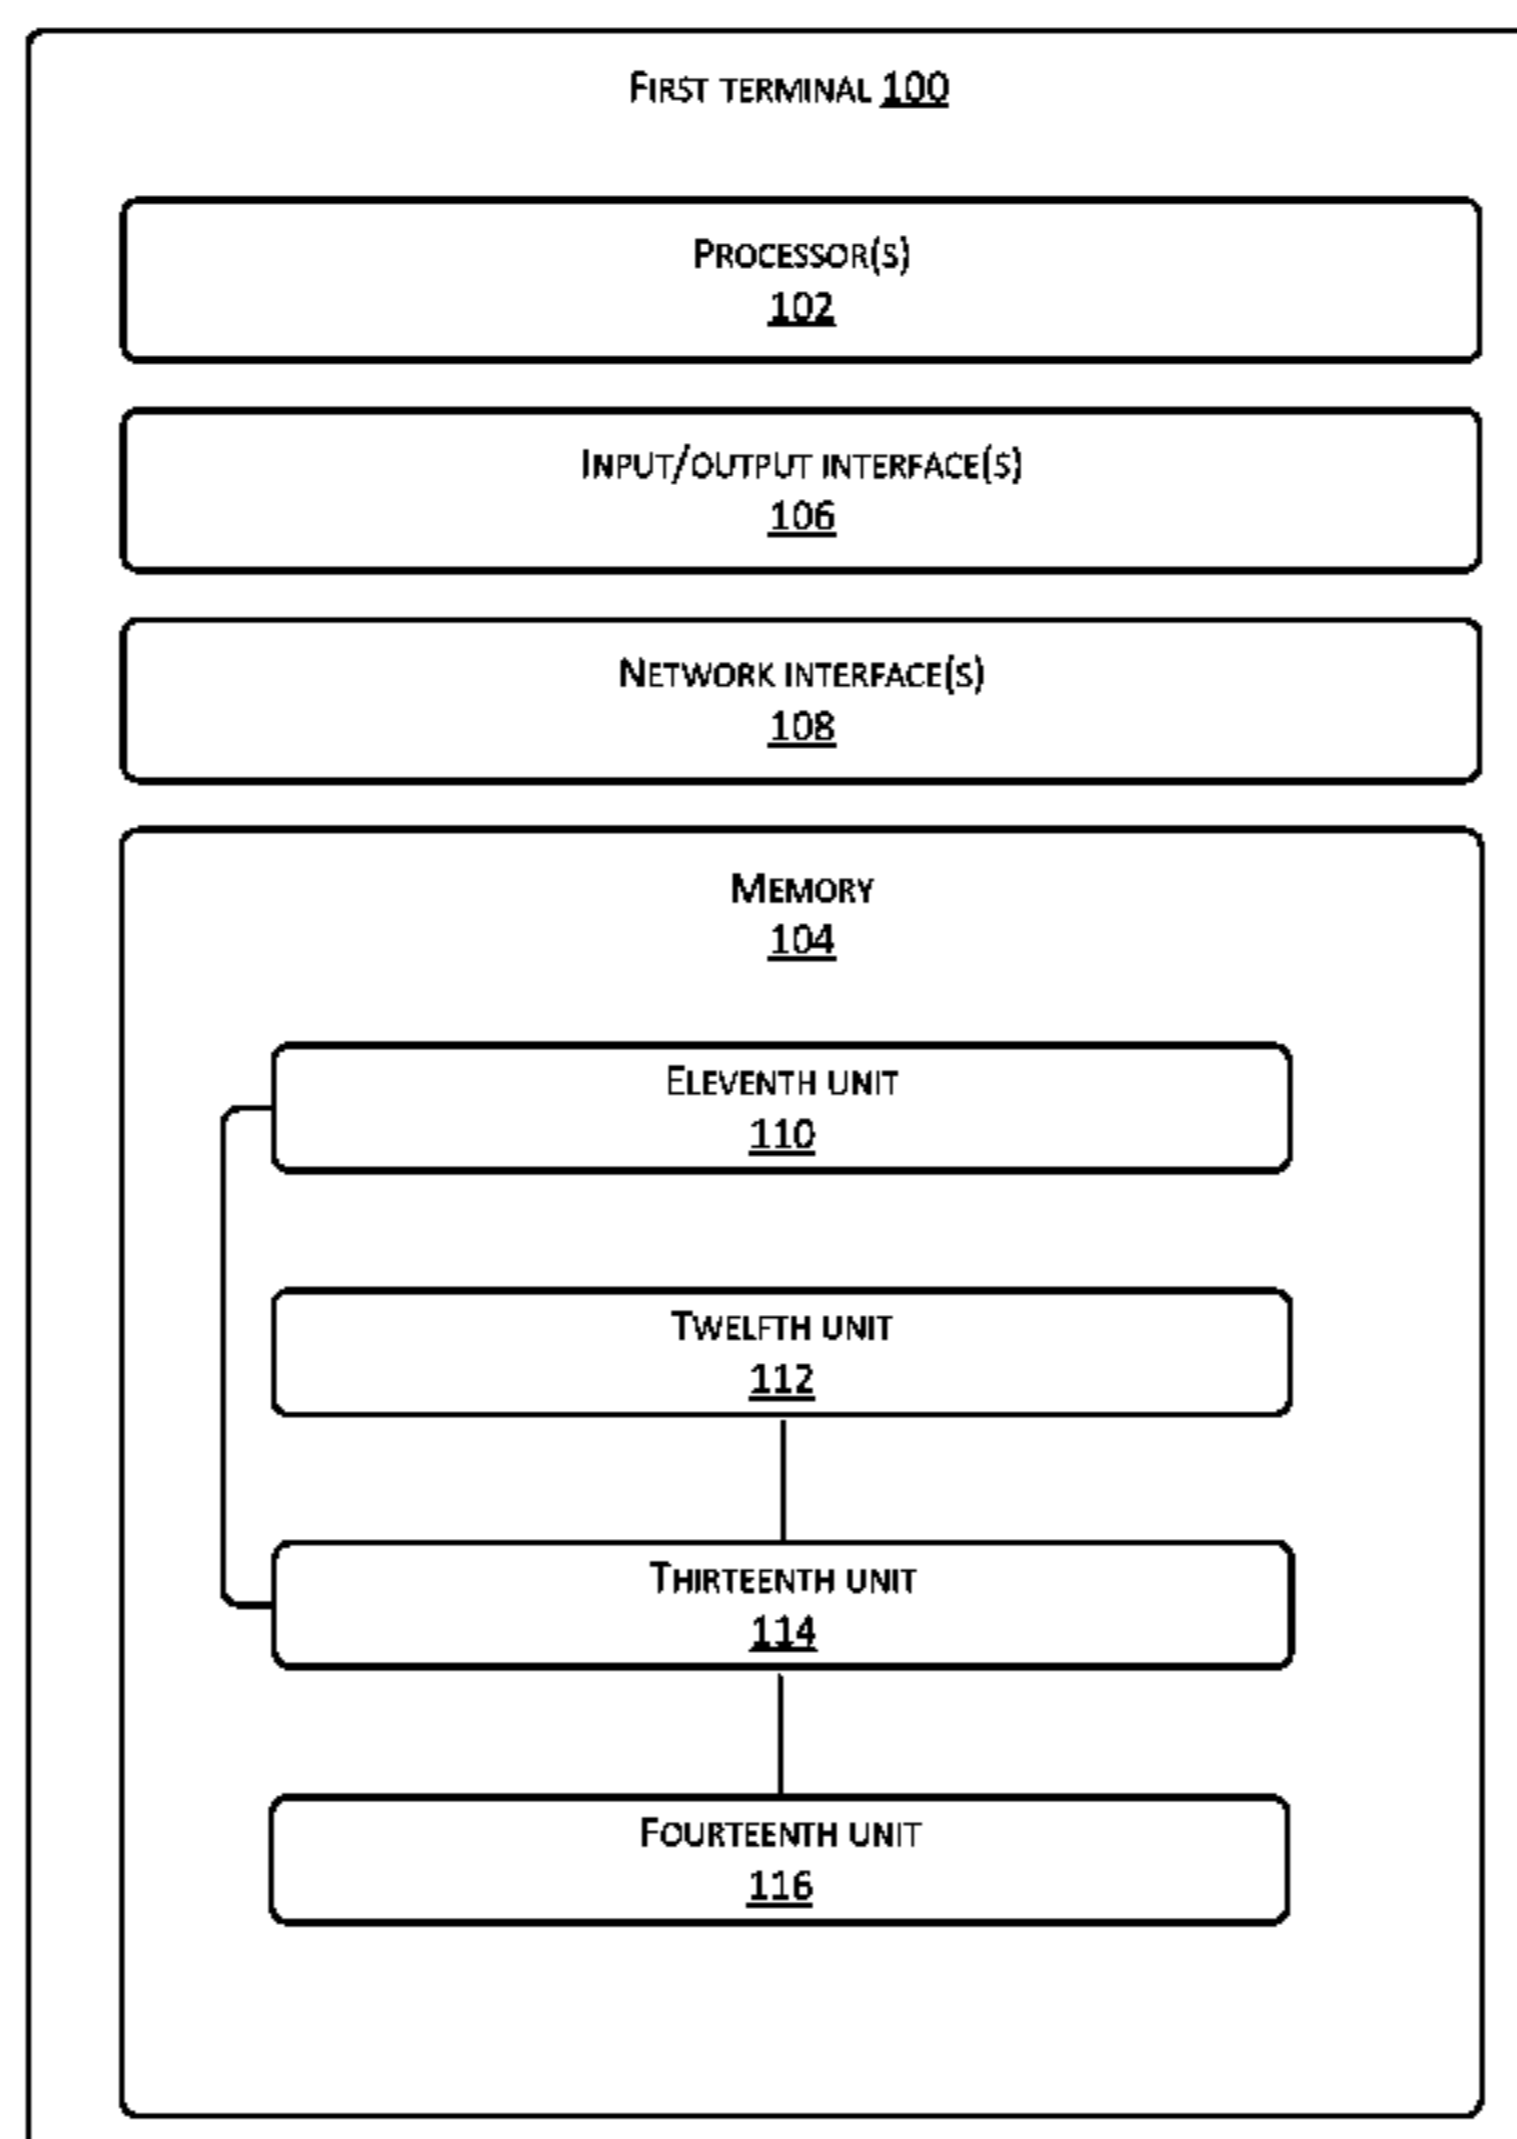 First terminal 100
Processor(s)
102
Input/output interface(s)
106
Network interface(s)
108
Memory
104
Eleventh unit
110
Twelfth unit
112
Thirteenth unit
114
Fourteenth unit
116